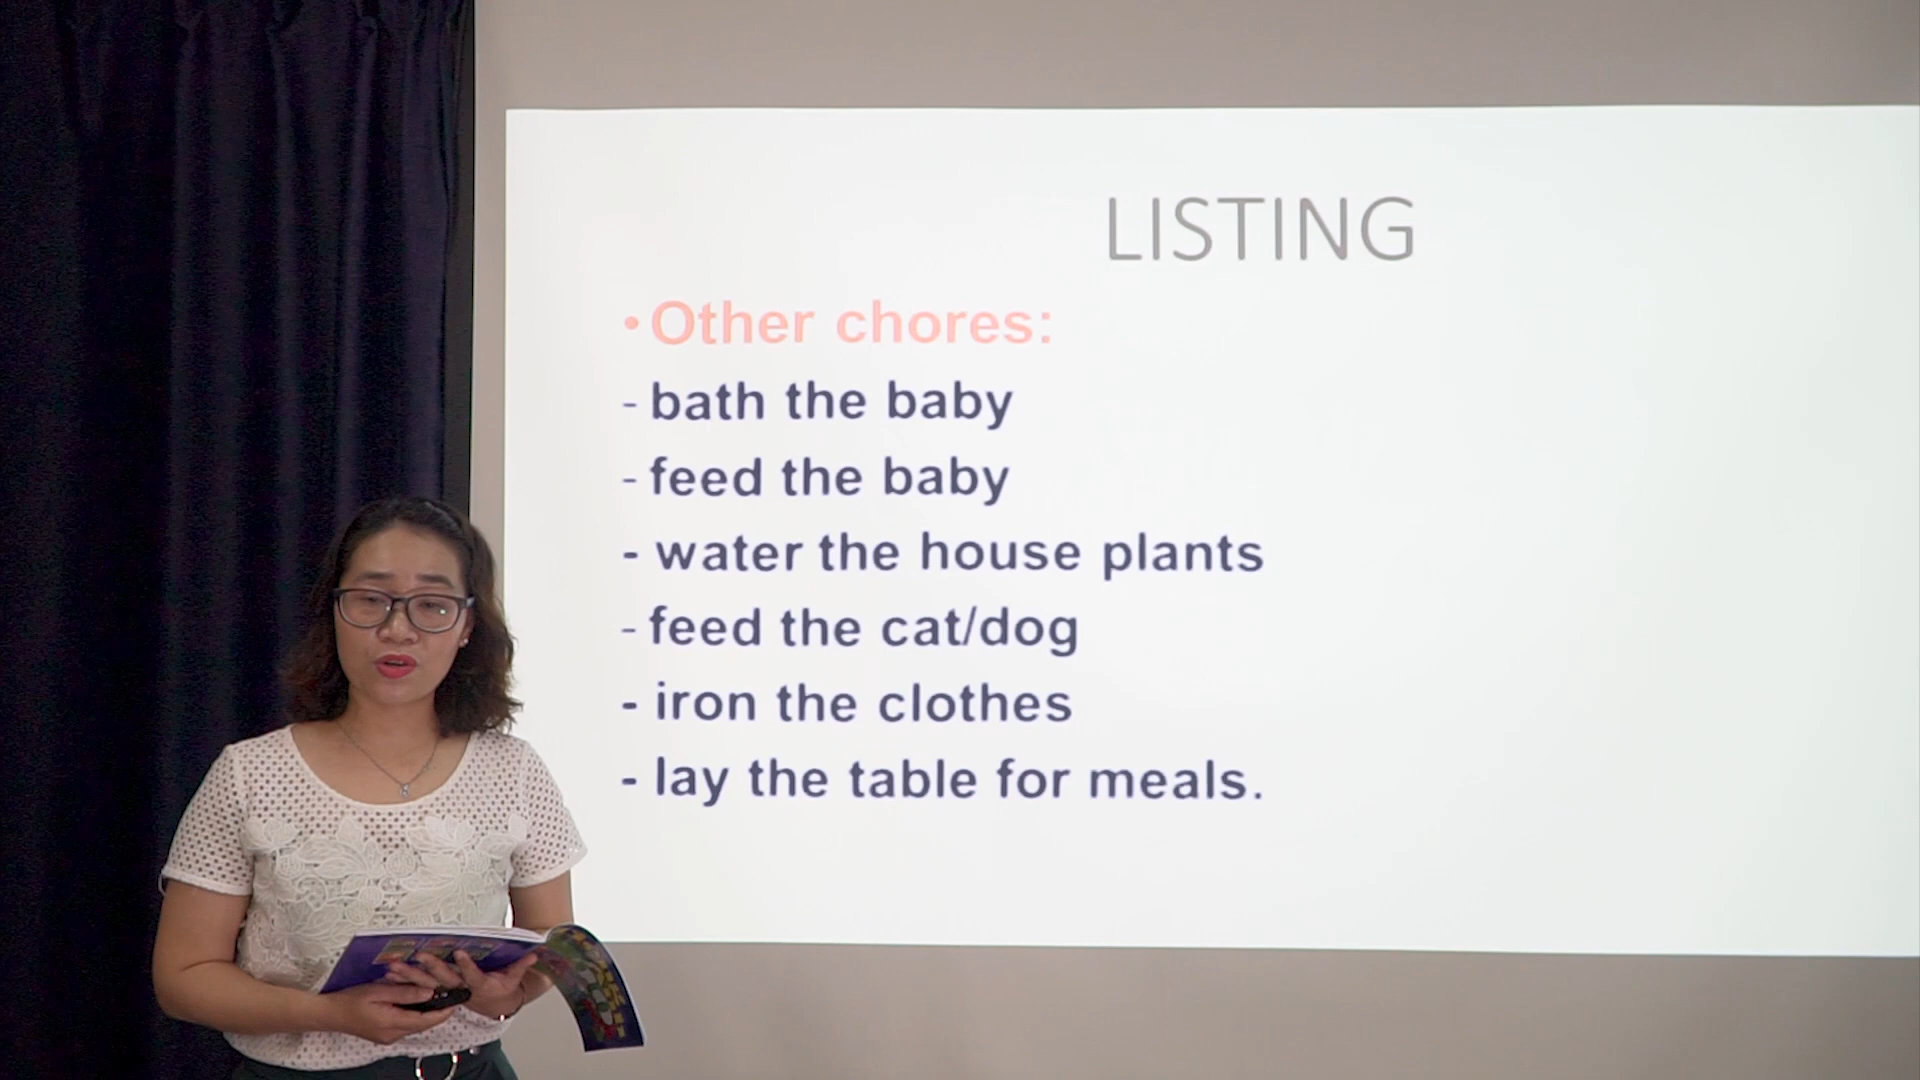 LISTING
• Other chores:
- bath the baby
- feed the baby
- water the house plants
- feed the cat/dog
- iron the clothes
- lay the table for meals.